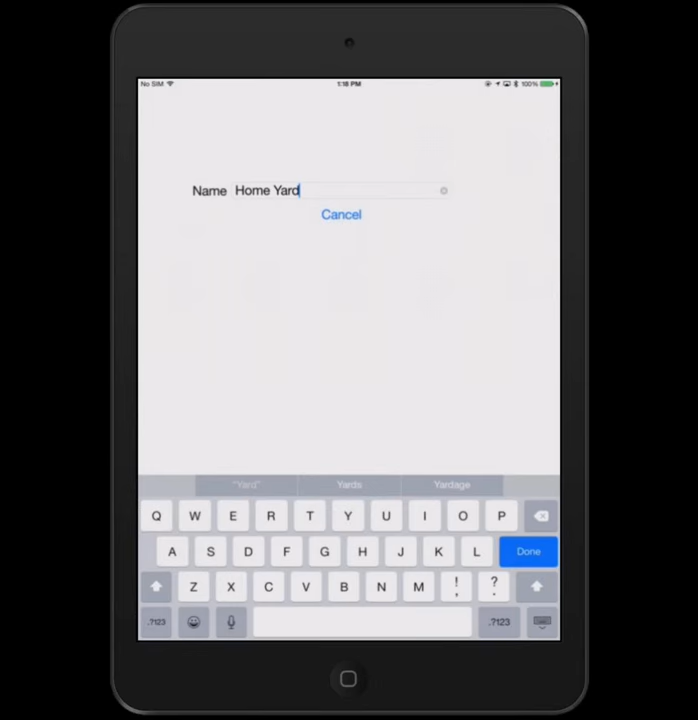 No SIM 1:18 PM 100%
Name Home Yard
Cancel
"Yard" Yards Yardage
Q W E R T Y U I O P
A S D F G H J K L Done
Z X C V B N M ! , ? .
.?123 .?123